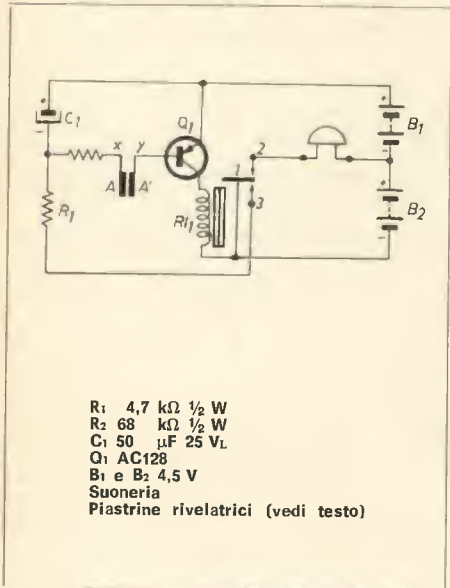 C1
+
-
x
y
Q1
R1
A
A'
Rl1
1
2
3
+
B1
-
+
B2
-
R1 4,7 kΩ ½ W
R2 68 kΩ ½ W
C1 50 µF 25 VL
Q1 AC128
B1 e B2 4,5 V
Suoneria
Piastrine rivelatrici (vedi testo)